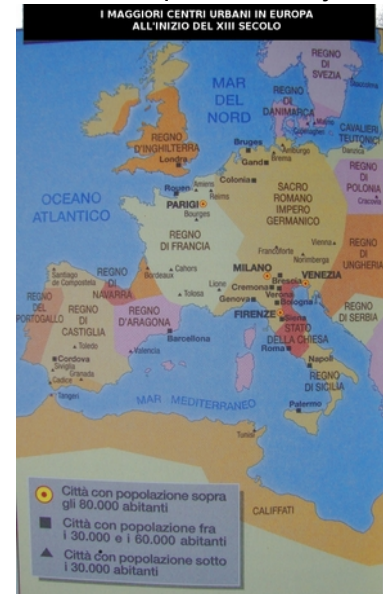 I MAGGIORI CENTRI URBANI IN EUROPA
ALL'INIZIO DEL XIII SECOLO
REGNO
DI
SVEZIA
Stoccolma
MAR
DEL
NORD
REGNO
DI
DANIMARCA
CAVALIERI
TEUTONICI
Danzica
REGNO
D'INGHILTERRA
Londra
Bruges
Gand
Amburgo
Brema
Colonia
REGNO
DI
POLONIA
Cracovia
Rouen
Amiens
Reims
PARIGI
Bourges
SACRO
ROMANO
IMPERO
GERMANICO
OCEANO
ATLANTICO
REGNO
DI FRANCIA
Francoforte
Vienna
Norimberga
REGNO
DI
UNGHERIA
Santiago
de Compostela
REGNO
DI
NAVARRA
Bordeaux
Cahors
Lione
Tolosa
MILANO
Brescia
VENEZIA
Cremona
Verona
Genova
Bologna
FIRENZE
Siena
STATO
DELLA CHIESA
Roma
REGNO
DI SERBIA
REGNO
DEL
PORTOGALLO
REGNO
DI
CASTIGLIA
REGNO
D'ARAGONA
Barcellona
Toledo
Valencia
Cordova
Siviglia
Granada
Cadice
Tangeri
Napoli
REGNO
DI
SICILIA
Palermo
MAR MEDITERRANEO
Tunisi
CALIFFATI
Città con popolazione sopra
gli 80.000 abitanti
Città con popolazione fra
i 30.000 e i 60.000 abitanti
Città con popolazione sotto
i 30.000 abitanti